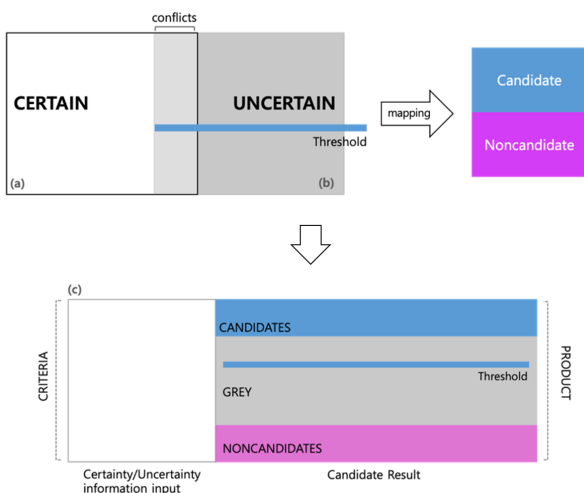 conflicts
CERTAIN
UNCERTAIN
Threshold
(a)
(b)
mapping
Candidate
Noncandidate
(c)
CRITERIA
CANDIDATES
Threshold
GREY
NONCANDIDATES
PRODUCT
Certainty/Uncertainty
information input
Candidate Result